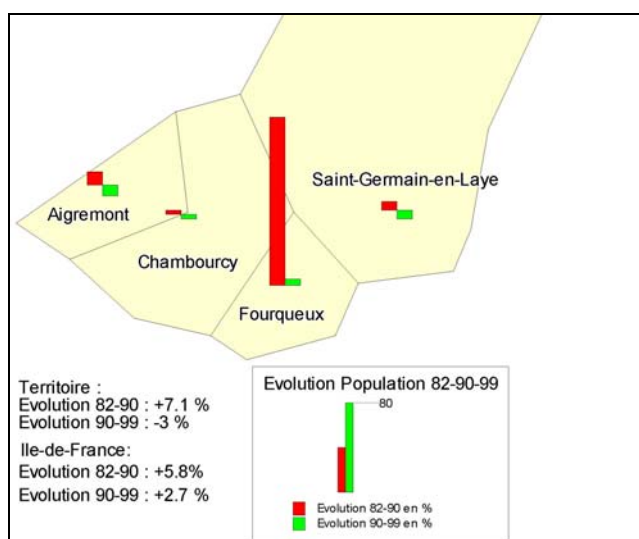 Saint-Germain-en-Laye
Aigremont
Chambourcy
Fourqueux
Territoire :
Evolution 82-90 : +7.1 %
Evolution 90-99 : -3 %
Ile-de-France:
Evolution 82-90 : +5.8%
Evolution 90-99 : +2.7 %
Evolution Population 82-90-99
80
Evolution 82-90 en %
Evolution 90-99 en %